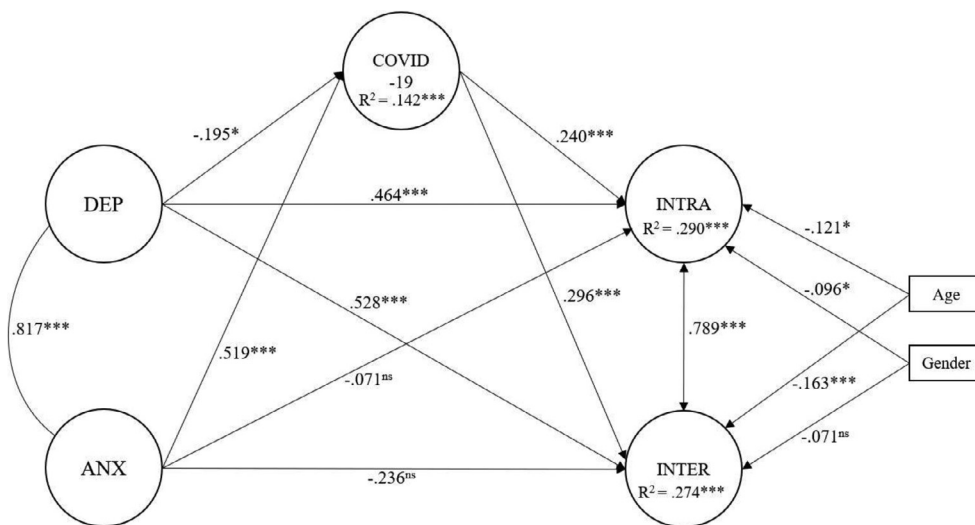 COVID
-19
R² = .142***
-.195*
.240***
DEP
.464***
INTRA
R² = .290***
-.121*
-.096*
Age
.528***
.296***
.817***
.519***
.789***
Gender
-.071ⁿˢ
-.163***
-.071ⁿˢ
ANX
-.236ⁿˢ
INTER
R² = .274***